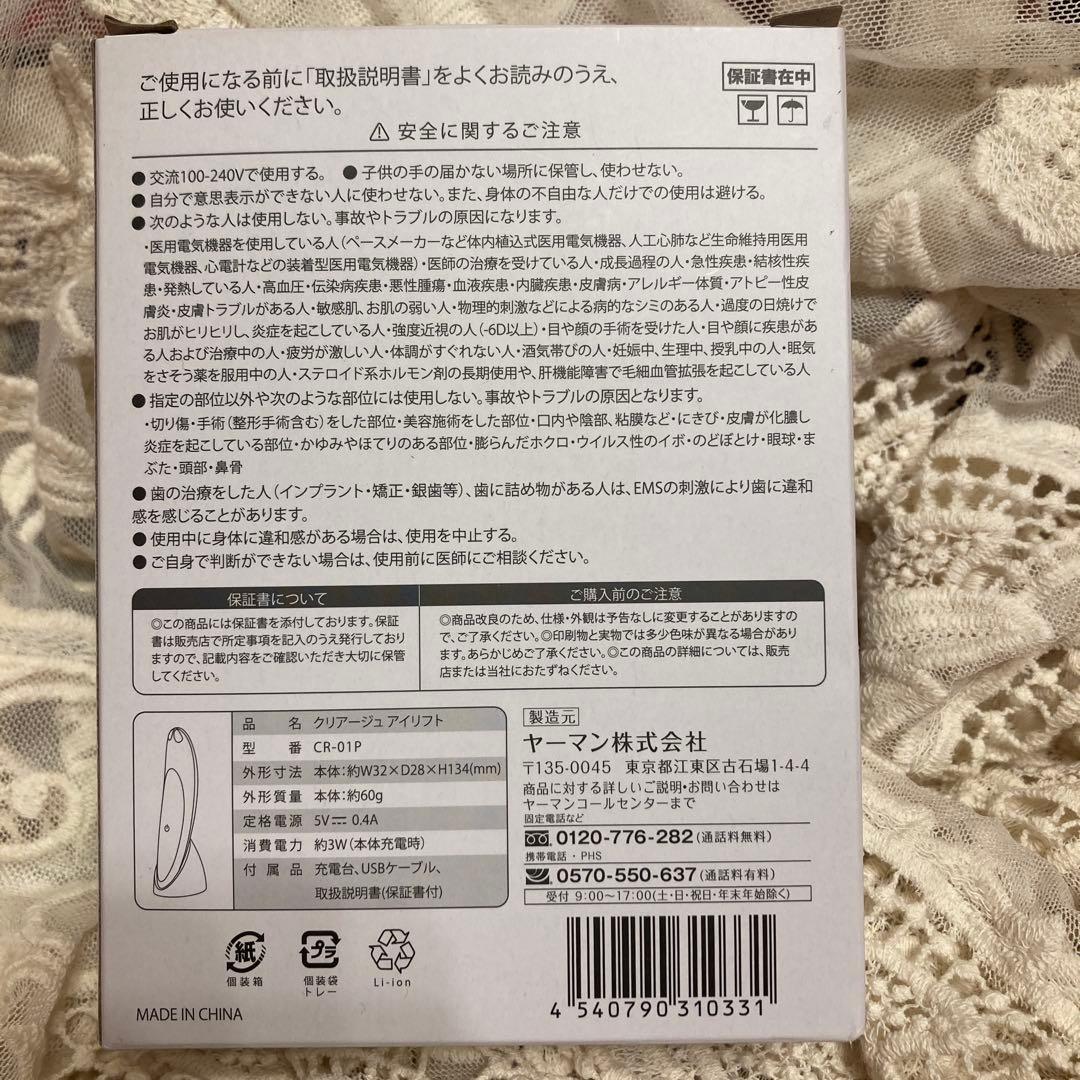 ご使用になる前に「取扱説明書」をよくお読みのうえ、
正しくお使いください。
保証書在中
⚠ 安全に関するご注意
● 交流100-240Vで使用する。 ● 子供の手の届かない場所に保管し、使わせない。
● 自分で意思表示ができない人に使わせない。また、身体の不自由な人だけでの使用は避ける。
● 次のような人は使用しない。事故やトラブルの原因になります。
・医用電気機器を使用している人（ペースメーカーなど体内植込式医用電気機器、人工心肺など生命維持用医用
電気機器、心電計などの装着型医用電気機器）・医師の治療を受けている人・成長過程の人・急性疾患・結核性疾
患・発熱している人・高血圧・伝染病疾患・悪性腫瘍・血液疾患・内臓疾患・皮膚病・アレルギー体質・アトピー性皮
膚炎・皮膚トラブルがある人・敏感肌、お肌の弱い人・物理的刺激などによる病的なシミのある人・過度の日焼けで
お肌がヒリヒリし、炎症を起こしている人・強度近視の人（-6D以上）・目や顔の手術を受けた人・目や顔に疾患があ
る人および治療中の人・疲労が激しい人・体調がすぐれない人・酒気帯びの人・妊娠中、生理中、授乳中の人・眠気
をさそう薬を服用中の人・ステロイド系ホルモン剤の長期使用や、肝機能障害で毛細血管拡張を起こしている人
● 指定の部位以外や次のような部位には使用しない。事故やトラブルの原因となります。
・切り傷・手術（整形手術含む）をした部位・美容施術をした部位・口内や陰部、粘膜など・にきび・皮膚が化膿し
炎症を起こしている部位・かゆみやほてりのある部位・膨らんだホクロ・ウイルス性のイボ・のどぼとけ・眼球・ま
ぶた・頭部・鼻骨
● 歯の治療をした人（インプラント・矯正・銀歯等）、歯に詰め物がある人は、EMSの刺激により歯に違和
感を感じることがあります。
● 使用中に身体に違和感がある場合は、使用を中止する。
● ご自身で判断ができない場合は、使用前に医師にご相談ください。
保証書について
◎この商品には保証書を添付しております。保証
書は販売店で所定事項を記入のうえ発行しており
ますので、記載内容をご確認いただき大切に保管
してください。
ご購入前のご注意
◎商品改良のため、仕様・外観は予告なしに変更することがありますの
で、ご了承ください。◎印刷物と実物では多少色味が異なる場合があり
ます。あらかじめご了承ください。◎この商品の詳細については、販売
店または当社におたずねください。
品 名 クリアージュ アイリフト
型 番 CR-01P
外形寸法 本体：約W32×D28×H134(mm)
外形質量 本体：約60g
定格電源 5V⎓ 0.4A
消費電力 約3W（本体充電時）
付属品 充電台、USBケーブル、
取扱説明書(保証書付)
製造元
ヤーマン株式会社
〒135-0045 東京都江東区古石場1-4-4
商品に対する詳しいご説明・お問い合わせは
ヤーマンコールセンターまで
固定電話など
0120-776-282（通話料無料）
携帯電話・PHS
0570-550-637（通話料有料）
受付 9:00～17:00（土・日・祝日・年末年始除く）
紙
個装箱
プラ
個装袋
トレー
Li-ion
MADE IN CHINA
4 540790 310331